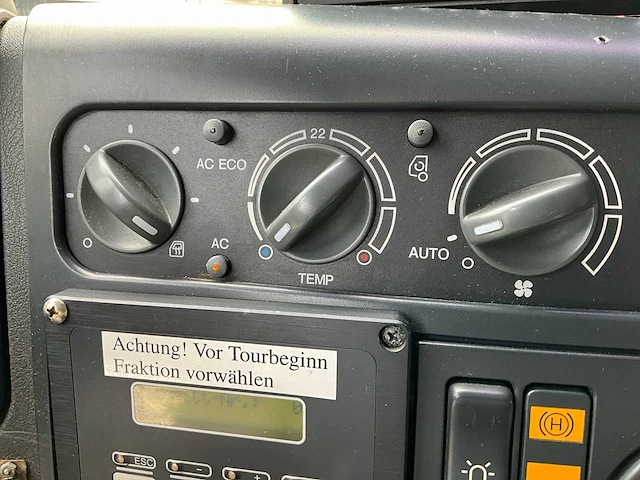 22
AC ECO
AC
TEMP
AUTO
Achtung! Vor Tourbeginn
Fraktion vorwählen
ESC
−
+
H